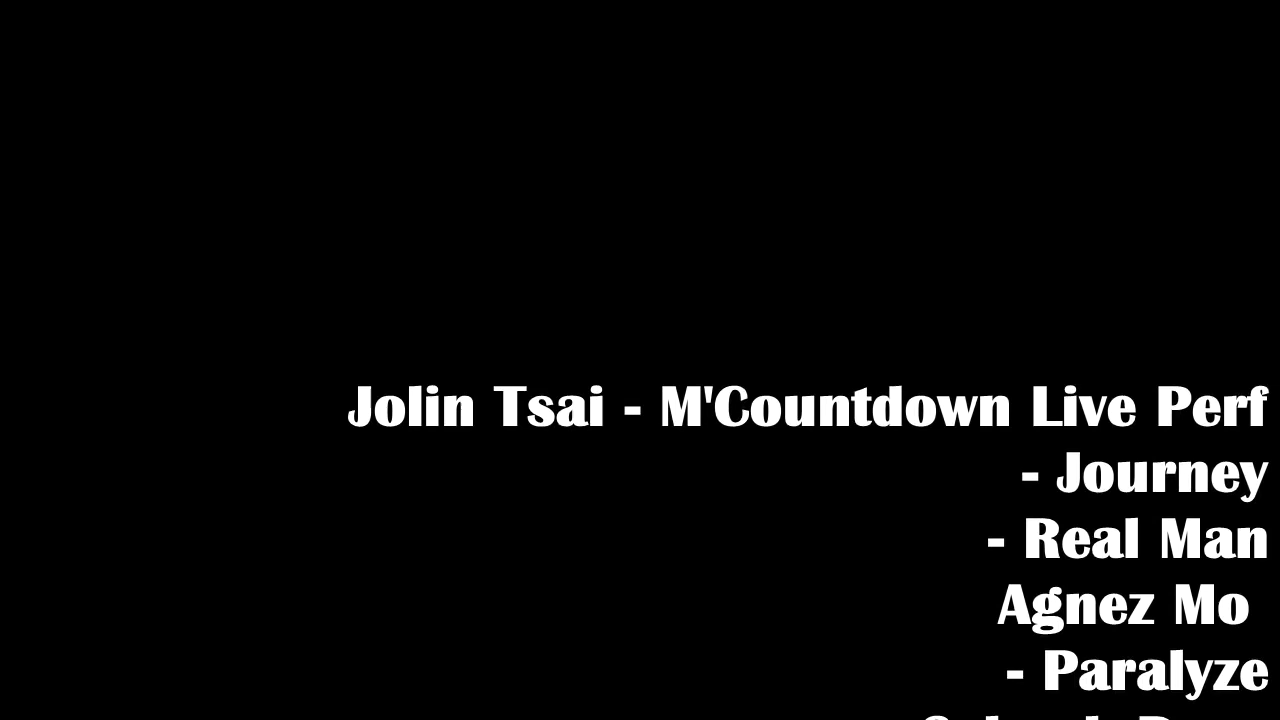 Jolin Tsai - M'Countdown Live Perf
- Journey
- Real Man
Agnez Mo
- Paralyze